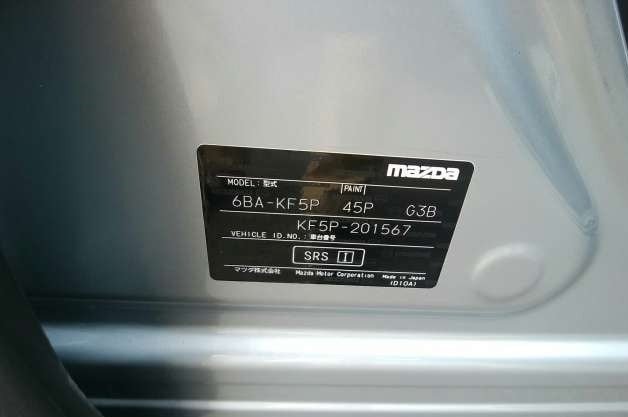 mazda
MODEL: 型式 PAINT
6BA-KF5P 45P G3B
KF5P-201567
VEHICLE ID.NO.: 車台番号
SRS I
マツダ株式会社 Mazda Motor Corporation Made in Japan
(D10A)